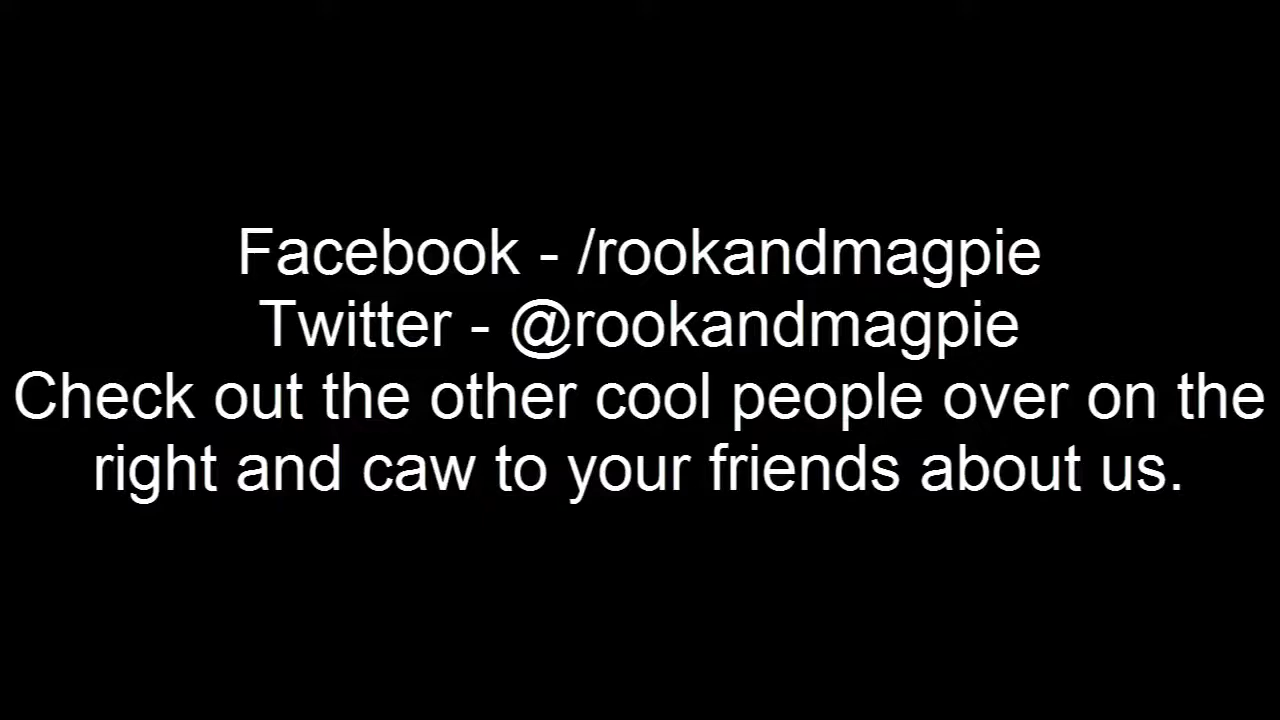 Facebook - /rookandmagpie
Twitter - @rookandmagpie
Check out the other cool people over on the
right and caw to your friends about us.